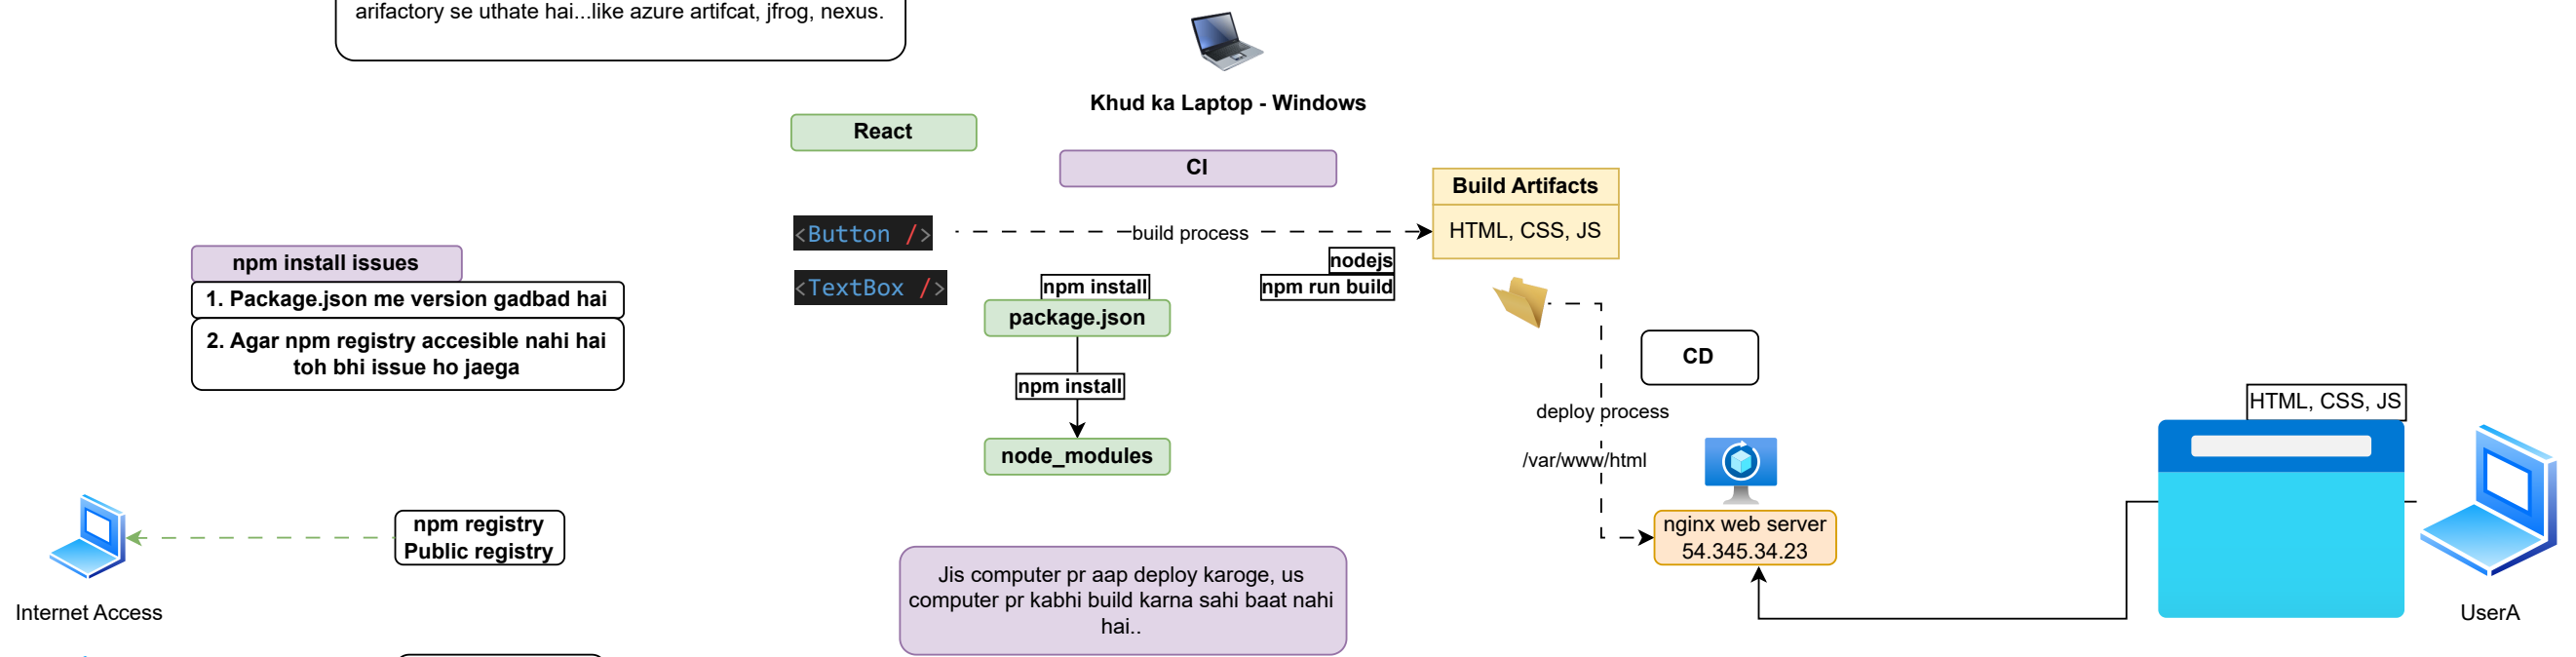 arifactory se uthate hai...like azure artifcat, jfrog, nexus.
Khud ka Laptop - Windows
React
CI
Build Artifacts
HTML, CSS, JS
<Button />
build process
<TextBox />
nodejs
npm install
npm run build
package.json
npm install
node_modules
npm install issues
1. Package.json me version gadbad hai
2. Agar npm registry accesible nahi hai
toh bhi issue ho jaega
CD
deploy process
/var/www/html
nginx web server
54.345.34.23
HTML, CSS, JS
UserA
npm registry
Public registry
Internet Access
Jis computer pr aap deploy karoge, us
computer pr kabhi build karna sahi baat nahi
hai..